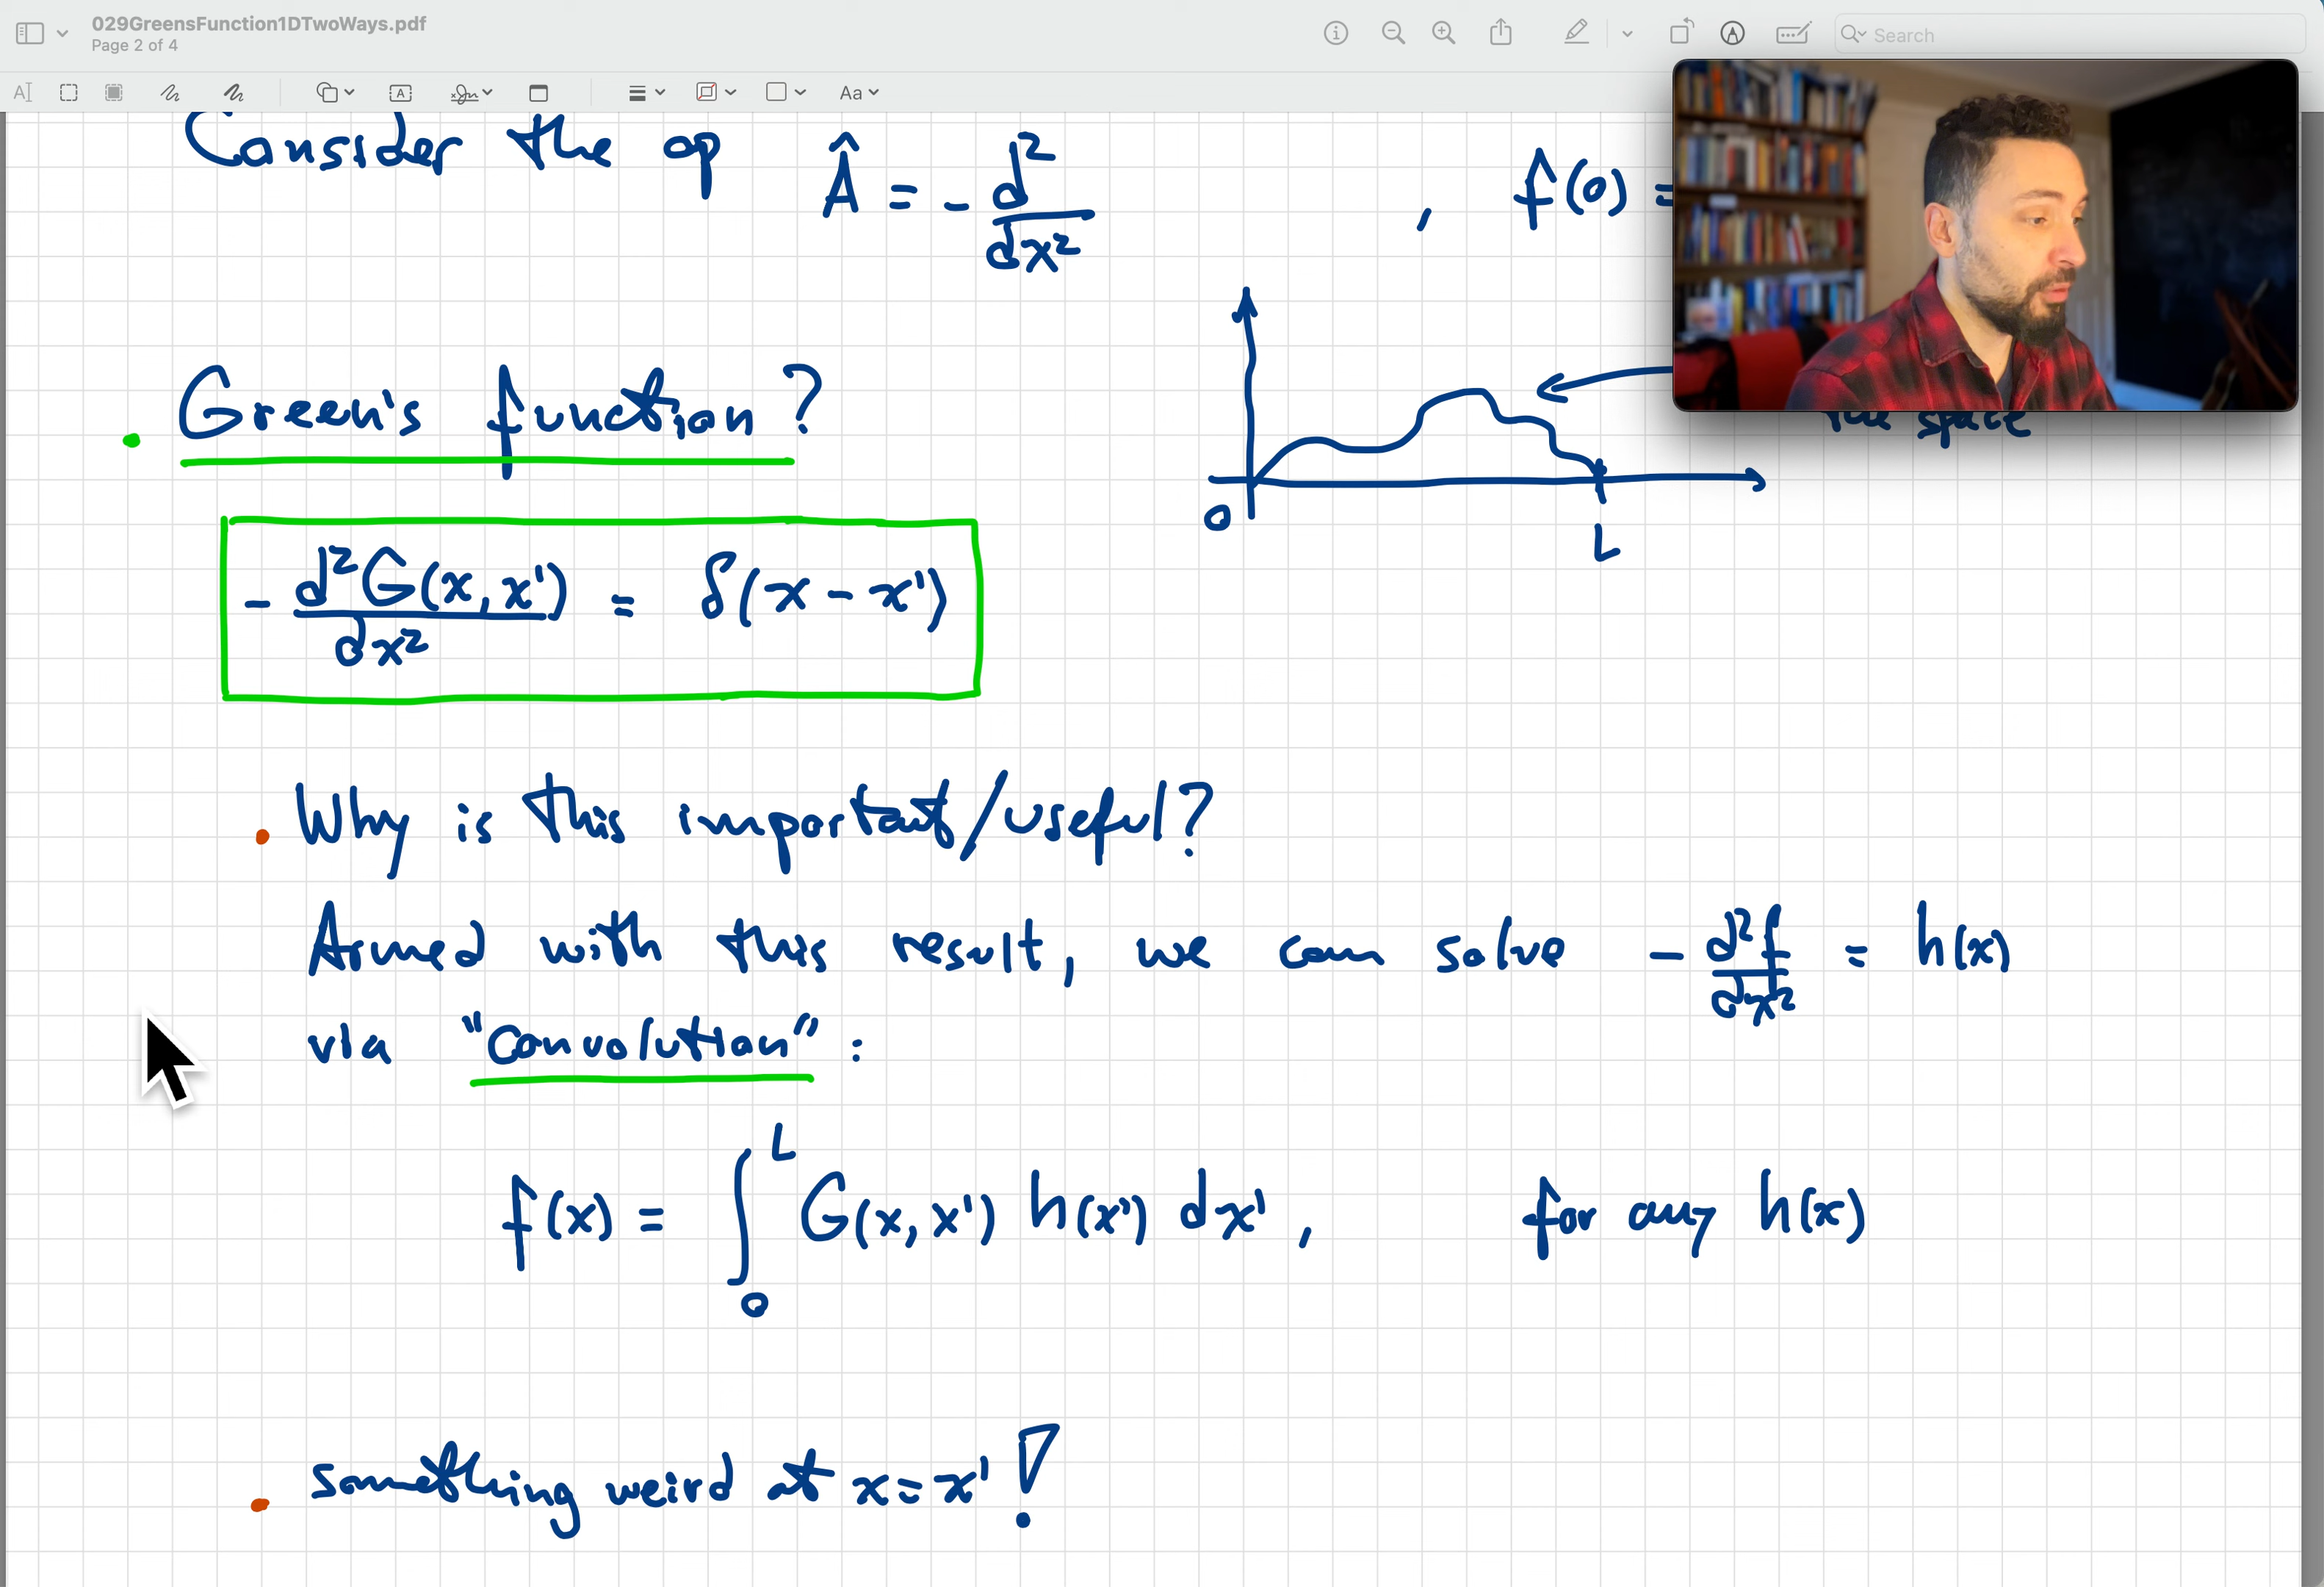 029GreensFunction1DTwoWays.pdf
Page 2 of 4
Search
Consider the op Â = - d²/dx² , f(0) =
the space
Green's function?
0
L
- d²G(x,x')/dx² = δ(x-x')
Why is this important/useful?
Armed with this result, we can solve - d²f/dx² = h(x)
via "Convolution":
f(x) = ∫₀ᴸ G(x,x') h(x') dx', for any h(x)
something weird at x=x'!